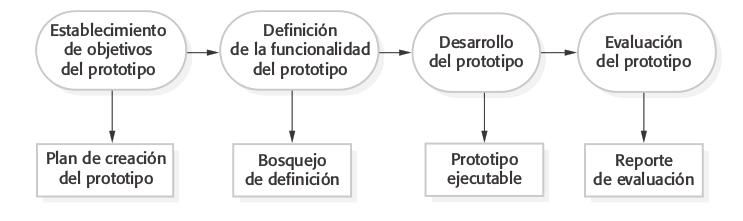 Establecimiento
de objetivos
del prototipo
Definición
de la funcionalidad
del prototipo
Desarrollo
del prototipo
Evaluación
del prototipo
Plan de creación
del prototipo
Bosquejo
de definición
Prototipo
ejecutable
Reporte
de evaluación